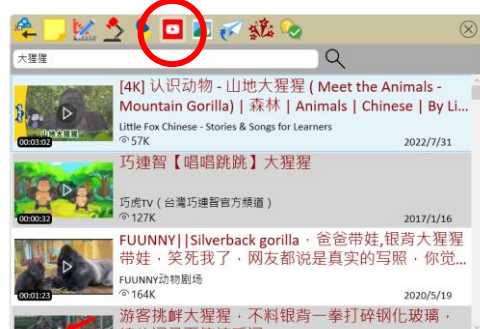 大猩猩
[4K] 认识动物 - 山地大猩猩 ( Meet the Animals -
Mountain Gorilla) | 森林 | Animals | Chinese | By Li...
Little Fox Chinese - Stories & Songs for Learners
57K
2022/7/31
山地大猩猩
00:03:02
巧連智【唱唱跳跳】大猩猩
巧虎TV（台灣巧連智官方頻道）
127K
2017/1/16
00:00:32
FUUNNY||Silverback gorilla，爸爸带娃,银背大猩猩
带娃，笑死我了，网友都说是真实的写照，你觉...
FUUNNY动物剧场
164K
2020/5/19
00:01:23
游客挑衅大猩猩，不料银背一拳打碎钢化玻璃，